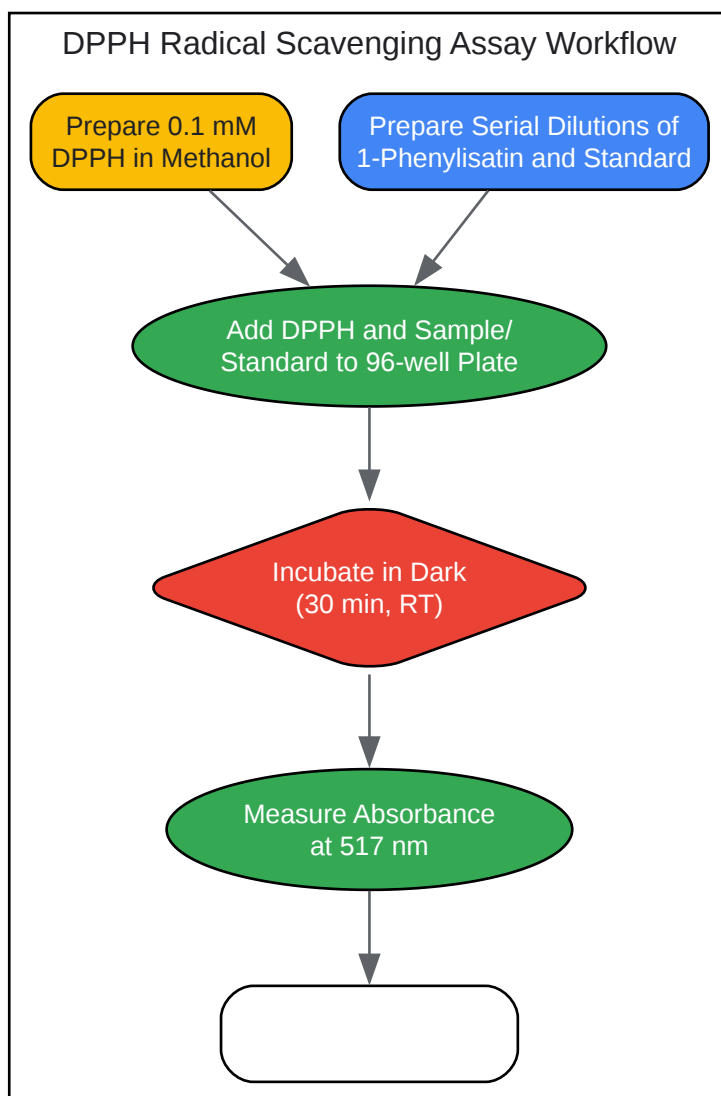 DPPH Radical Scavenging Assay Workflow
Prepare 0.1 mM
DPPH in Methanol
Prepare Serial Dilutions of
1-Phenylisatin and Standard
Add DPPH and Sample/
Standard to 96-well Plate
Incubate in Dark
(30 min, RT)
Measure Absorbance
at 517 nm